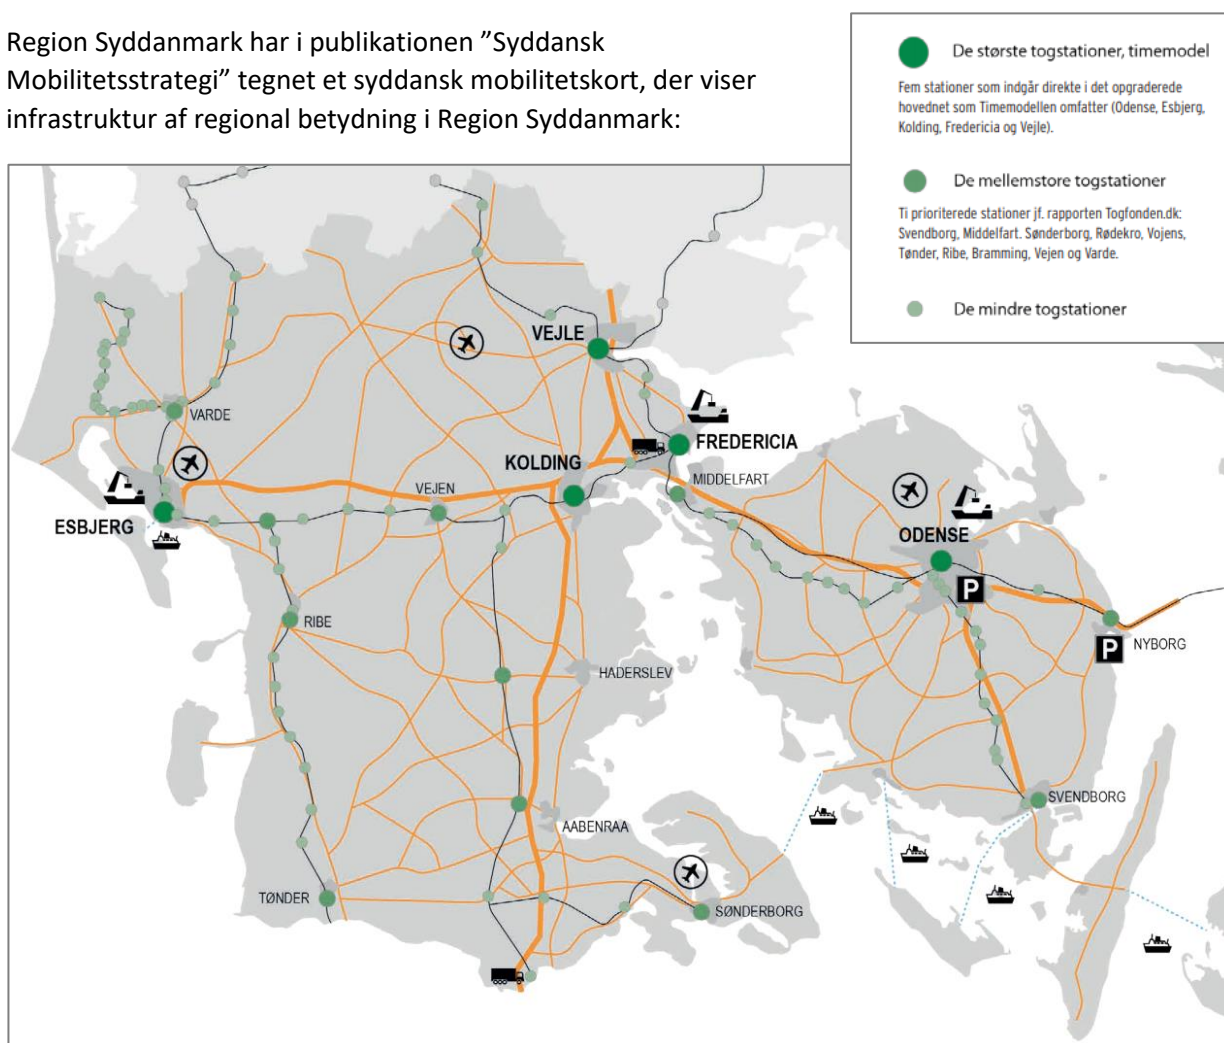 Region Syddanmark har i publikationen ”Syddansk
Mobilitetsstrategi” tegnet et syddansk mobilitetskort, der viser
infrastruktur af regional betydning i Region Syddanmark:
De største togstationer, timemodel
Fem stationer som indgår direkte i det opgraderede
hovednet som Timemodellen omfatter (Odense, Esbjerg,
Kolding, Fredericia og Vejle).
De mellemstore togstationer
Ti prioriterede stationer jf. rapporten Togfonden.dk:
Svendborg, Middelfart. Sønderborg, Rødekro, Vojens,
Tønder, Ribe, Bramming, Vejen og Varde.
De mindre togstationer
VEJLE
VARDE
FREDERICIA
KOLDING
MIDDELFART
VEJEN
ESBJERG
ODENSE
P
RIBE
NYBORG
P
HADERSLEV
SVENDBORG
AABENRAA
TØNDER
SØNDERBORG